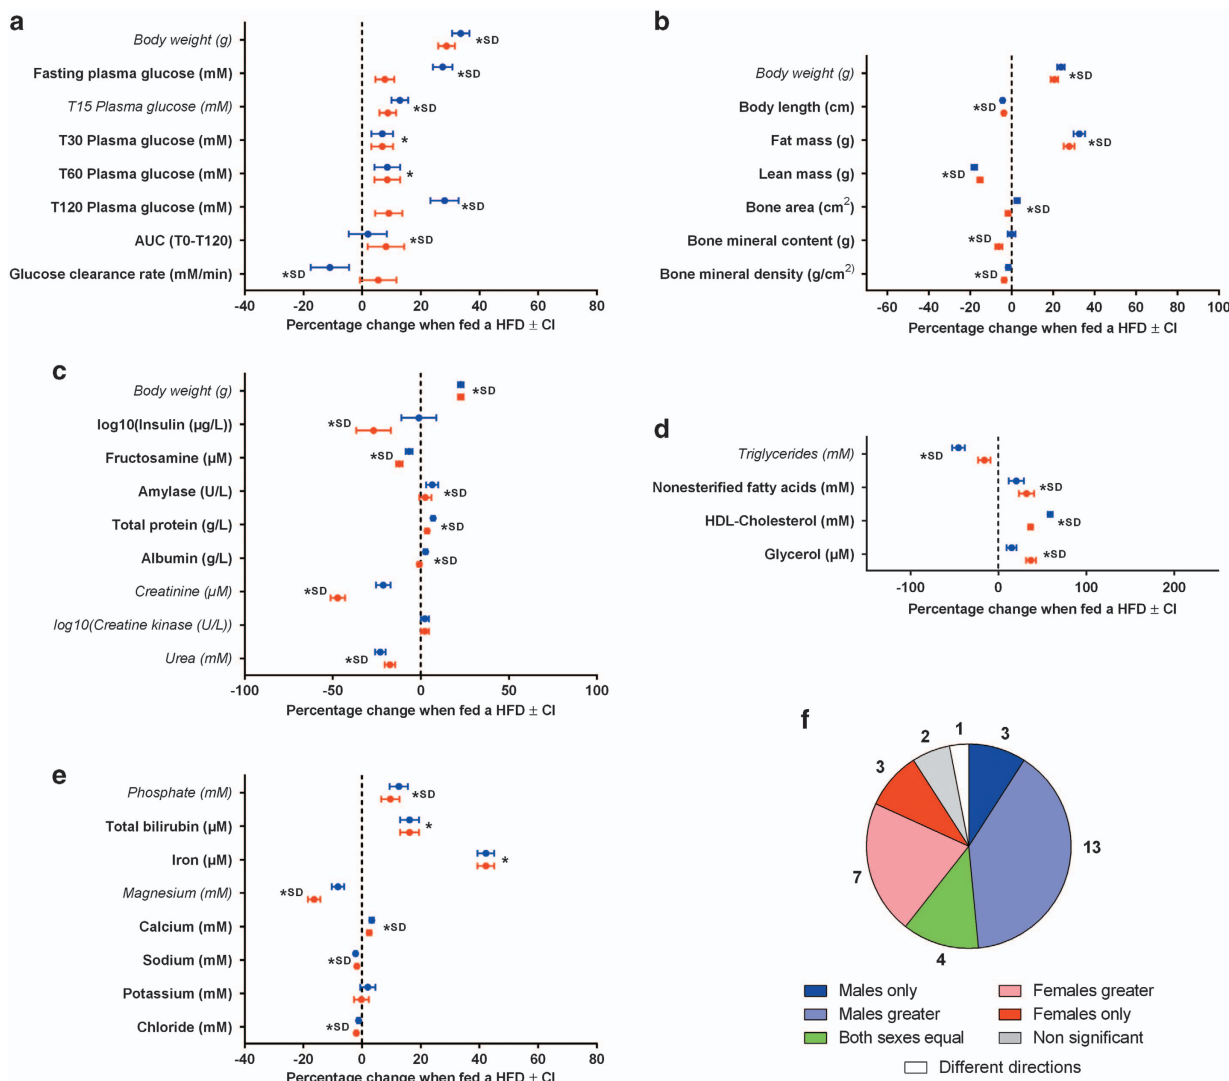 a
Body weight (g)
*SD
Fasting plasma glucose (mM)
*SD
T15 Plasma glucose (mM)
*SD
T30 Plasma glucose (mM)
*
T60 Plasma glucose (mM)
*
T120 Plasma glucose (mM)
*SD
AUC (T0-T120)
*SD
Glucose clearance rate (mM/min)
*SD
-40 -20 0 20 40 60 80
Percentage change when fed a HFD ± CI
b
Body weight (g)
*SD
Body length (cm)
*SD
Fat mass (g)
*SD
Lean mass (g)
*SD
Bone area (cm²)
*SD
Bone mineral content (g)
*SD
Bone mineral density (g/cm²)
*SD
-60 -40 -20 0 20 40 60 80 100
Percentage change when fed a HFD ± CI
c
Body weight (g)
*SD
log10(Insulin (µg/L))
*SD
Fructosamine (µM)
*SD
Amylase (U/L)
*SD
Total protein (g/L)
*SD
Albumin (g/L)
*SD
Creatinine (µM)
*SD
log10(Creatine kinase (U/L))
Urea (mM)
*SD
-100 -50 0 50 100
Percentage change when fed a HFD ± CI
d
Triglycerides (mM)
*SD
Nonesterified fatty acids (mM)
*SD
HDL-Cholesterol (mM)
*SD
Glycerol (µM)
*SD
-100 0 100 200
Percentage change when fed a HFD ± CI
e
Phosphate (mM)
*SD
Total bilirubin (µM)
*
Iron (µM)
*
Magnesium (mM)
*SD
Calcium (mM)
*SD
Sodium (mM)
*SD
Potassium (mM)
Chloride (mM)
*SD
-40 -20 0 20 40 60 80
Percentage change when fed a HFD ± CI
f
2 1 3
3
13
7
4
Males only
Females greater
Males greater
Females only
Both sexes equal
Non significant
Different directions